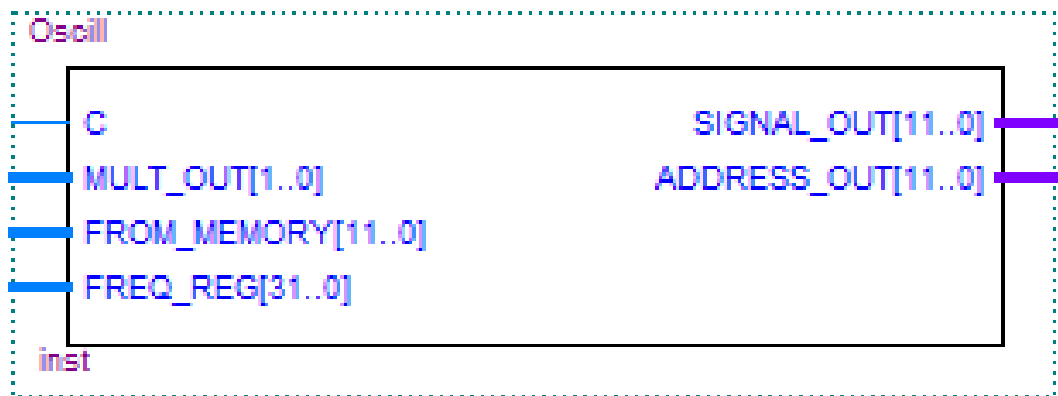 Oscill
C
SIGNAL_OUT[11..0]
MULT_OUT[1..0]
ADDRESS_OUT[11..0]
FROM_MEMORY[11..0]
FREQ_REG[31..0]
inst